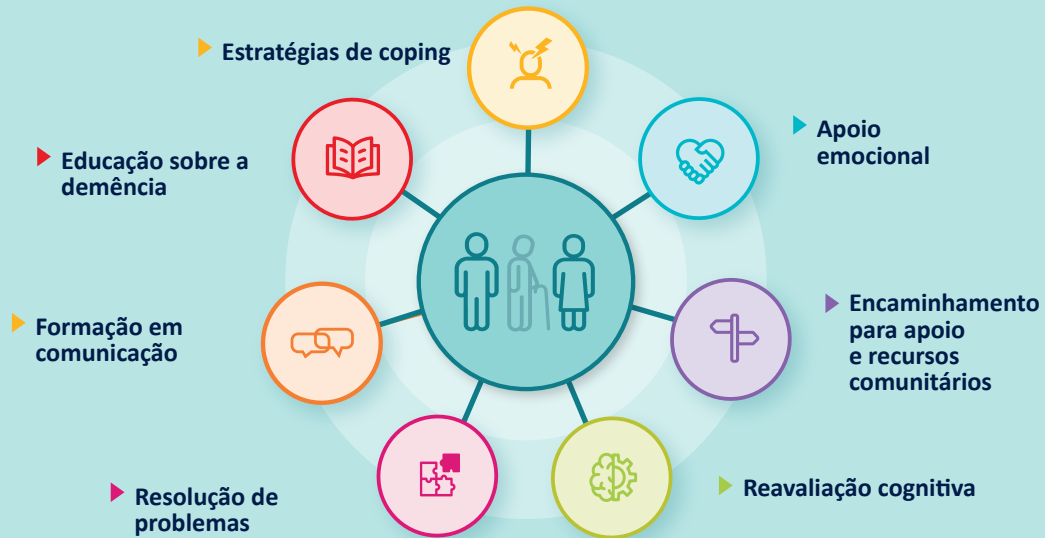 Estratégias de coping
Apoio
emocional
Educação sobre a
demência
Encaminhamento
para apoio
e recursos
comunitários
Formação em
comunicação
Reavaliação cognitiva
Resolução de
problemas